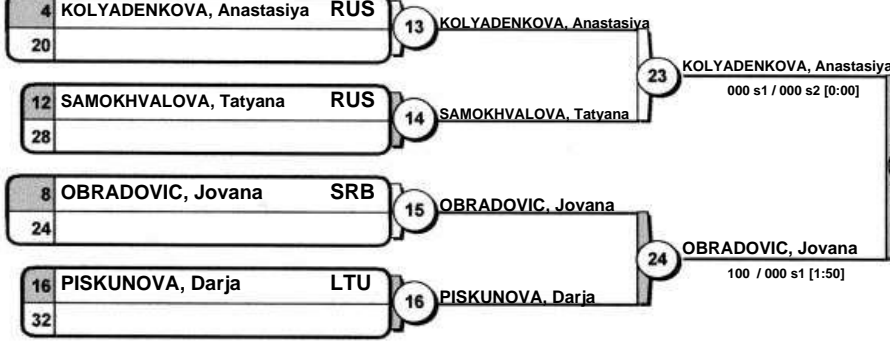 4 KOLYADENKOVA, Anastasiya RUS
20
13
KOLYADENKOVA, Anastasiya
12 SAMOKHVALOVA, Tatyana RUS
28
14
SAMOKHVALOVA, Tatyana
23
KOLYADENKOVA, Anastasiya
000 s1 / 000 s2 [0:00]
8 OBRADOVIC, Jovana SRB
24
15
OBRADOVIC, Jovana
16 PISKUNOVA, Darja LTU
32
16
PISKUNOVA, Darja
24
OBRADOVIC, Jovana
100 / 000 s1 [1:50]